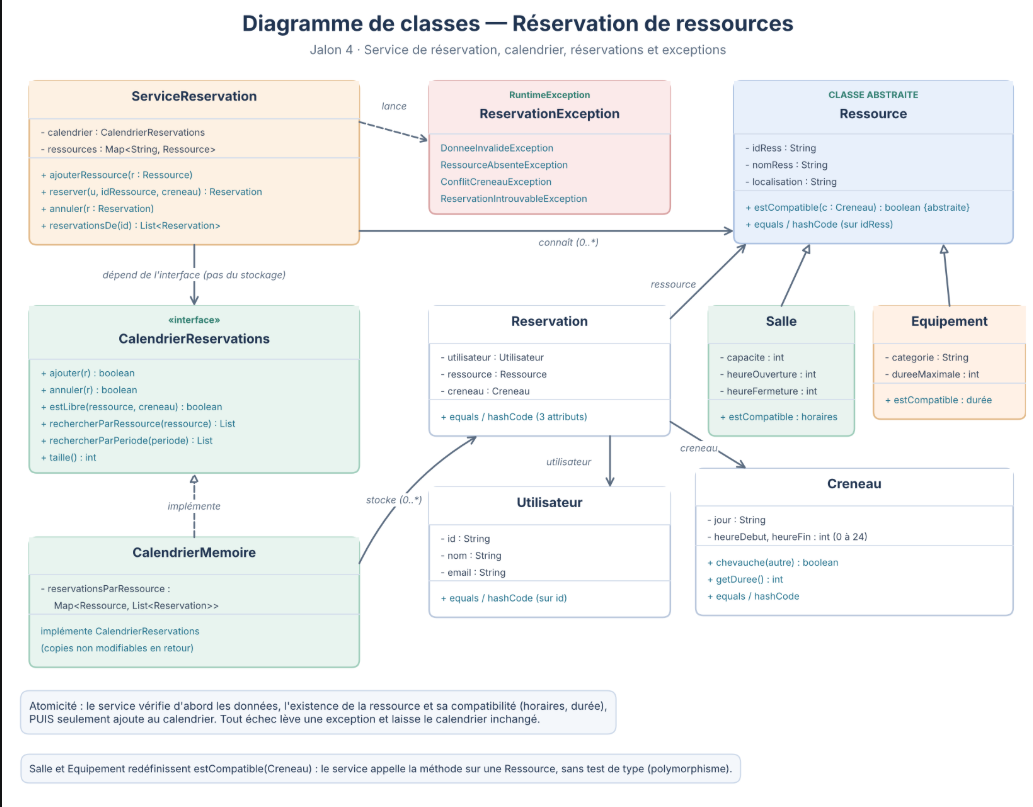 Diagramme de classes — Réservation de ressources
Jalon 4 · Service de réservation, calendrier, réservations et exceptions
ServiceReservation
- calendrier : CalendrierReservations
- ressources : Map<String, Ressource>
+ ajouterRessource(r : Ressource)
+ reserver(u, idRessource, creneau) : Reservation
+ annuler(r : Reservation)
+ reservationsDe(id) : List<Reservation>
lance
RuntimeException
ReservationException
DonneeInvalideException
RessourceAbsenteException
ConflitCreneauException
ReservationIntrouvableException
CLASSE ABSTRAITE
Ressource
- idRess : String
- nomRess : String
- localisation : String
+ estCompatible(c : Creneau) : boolean {abstraite}
+ equals / hashCode (sur idRess)
connaît (0..*)
dépend de l'interface (pas du stockage)
ressource
«interface»
CalendrierReservations
+ ajouter(r) : boolean
+ annuler(r) : boolean
+ estLibre(ressource, creneau) : boolean
+ rechercherParRessource(ressource) : List
+ rechercherParPeriode(periode) : List
+ taille() : int
Reservation
- utilisateur : Utilisateur
- ressource : Ressource
- creneau : Creneau
+ equals / hashCode (3 attributs)
Salle
- capacite : int
- heureOuverture : int
- heureFermeture : int
+ estCompatible : horaires
Equipement
- categorie : String
- dureeMaximale : int
+ estCompatible : durée
creneau
utilisateur
implémente
stocke (0..*)
CalendrierMemoire
- reservationsParRessource :
Map<Ressource, List<Reservation>>
implémente CalendrierReservations
(copies non modifiables en retour)
Utilisateur
- id : String
- nom : String
- email : String
+ equals / hashCode (sur id)
Creneau
- jour : String
- heureDebut, heureFin : int (0 à 24)
+ chevauche(autre) : boolean
+ getDuree() : int
+ equals / hashCode
Atomicité : le service vérifie d'abord les données, l'existence de la ressource et sa compatibilité (horaires, durée),
PUIS seulement ajoute au calendrier. Tout échec lève une exception et laisse le calendrier inchangé.
Salle et Equipement redéfinissent estCompatible(Creneau) : le service appelle la méthode sur une Ressource, sans test de type (polymorphisme).